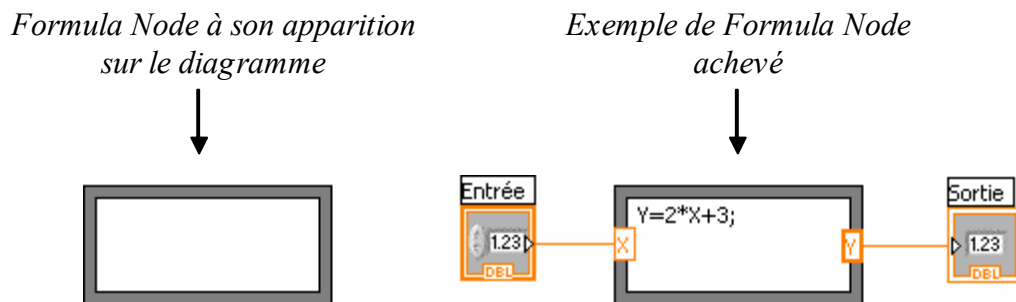 Formula Node à son apparition
sur le diagramme
Exemple de Formula Node
achevé
Entrée
1.23
DBL
Y=2*X+3;
X
Y
Sortie
1.23
DBL